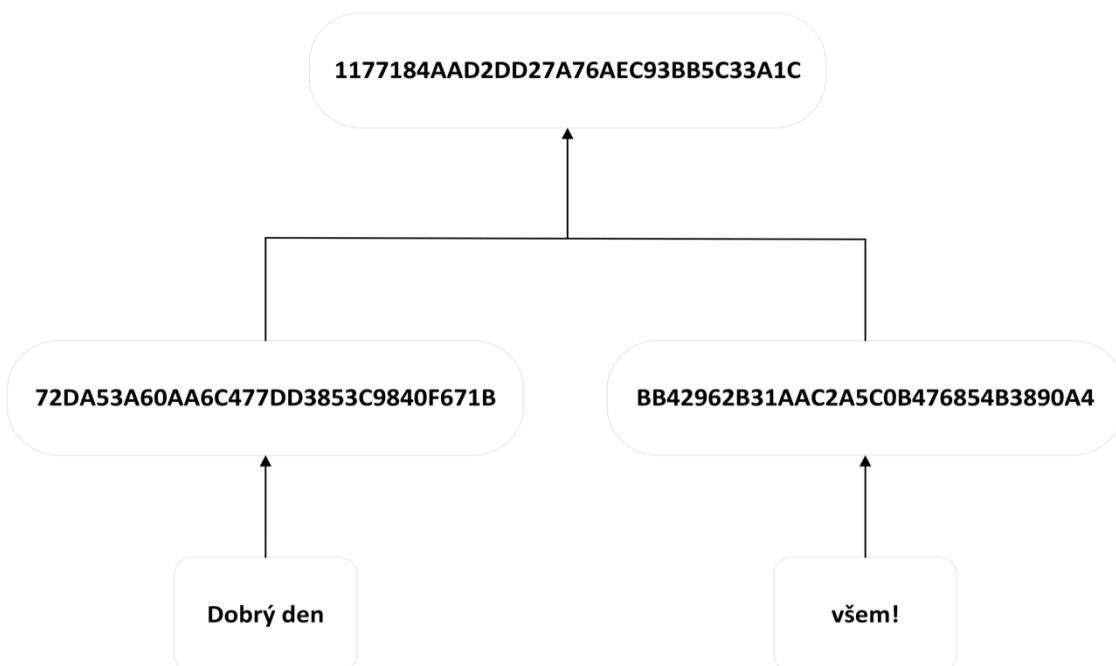 1177184AAD2DD27A76AEC93BB5C33A1C
72DA53A60AA6C477DD3853C9840F671B
BB42962B31AAC2A5C0B476854B3890A4
Dobrý den
všem!